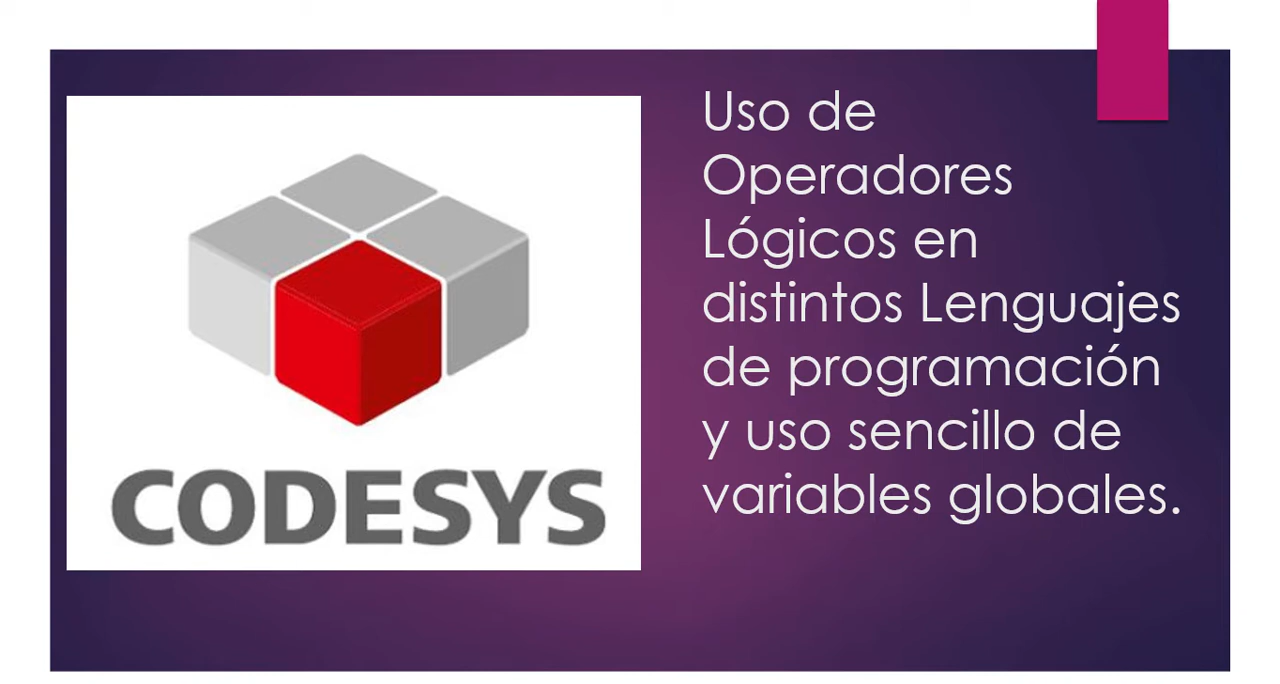 CODESYS
Uso de
Operadores
Lógicos en
distintos Lenguajes
de programación
y uso sencillo de
variables globales.